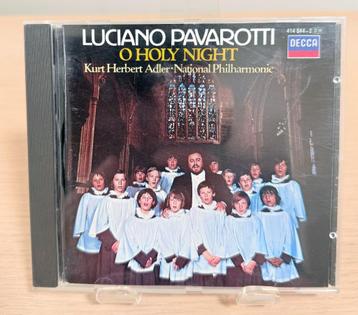 LUCIANO PAVAROTTI
O HOLY NIGHT
Kurt Herbert Adler·National Philharmonic
DECCA